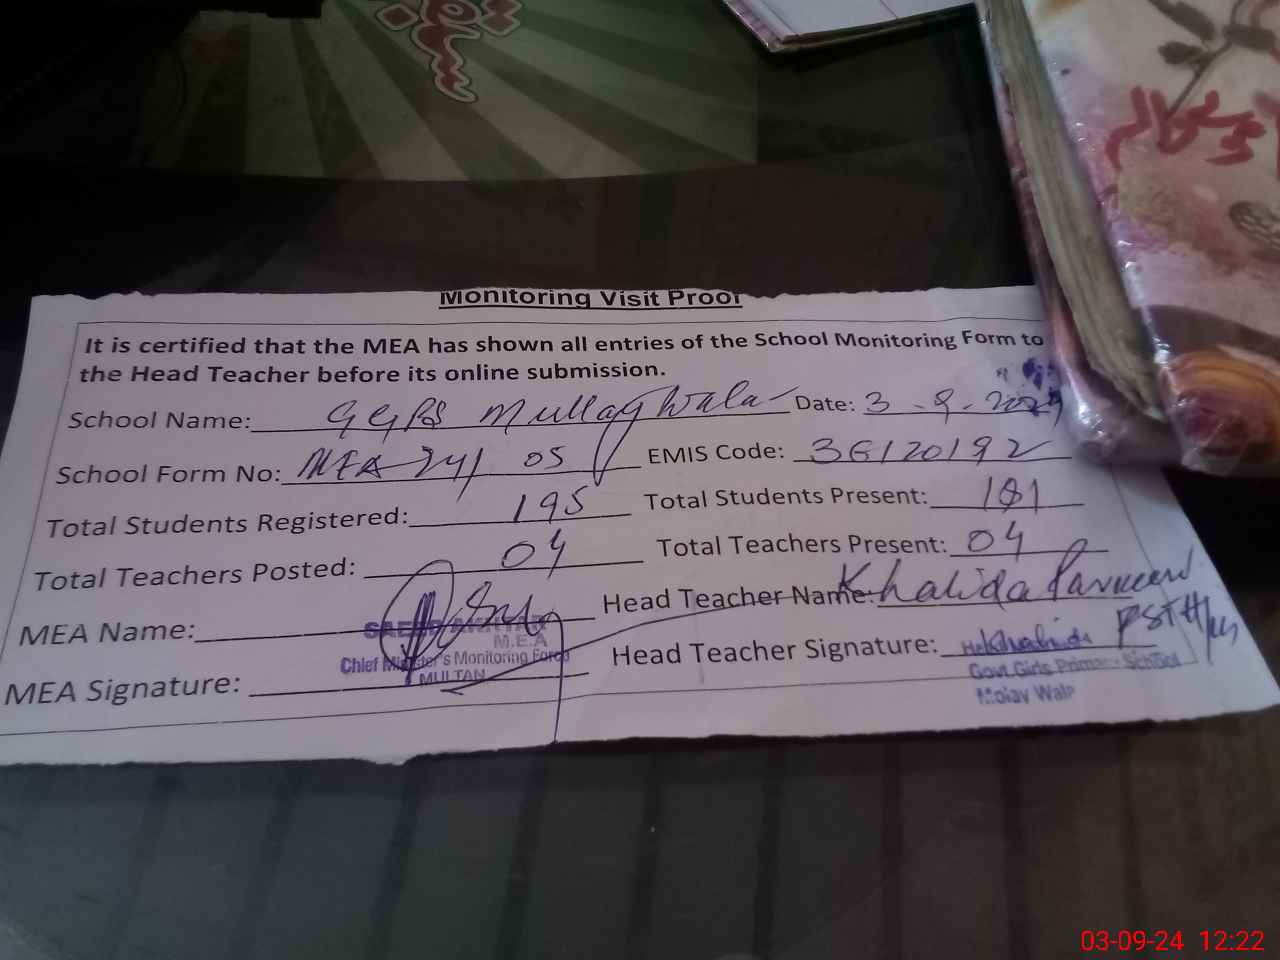 Monitoring Visit Proof
It is certified that the MEA has shown all entries of the School Monitoring Form to
the Head Teacher before its online submission.
School Name: GGPS Mullay Wala Date: 3-9-2024
School Form No: MEA 24/ 05 EMIS Code: 36120192
Total Students Registered: 195 Total Students Present: 181
Total Teachers Posted: 04 Total Teachers Present: 04
MEA Name: Head Teacher Name: Khalida Parveen
M.E.A
Chief Minister's Monitoring Force
MULTAN
MEA Signature: Head Teacher Signature: Khalida PST H/M
Govt Girls Primary School
Molay Wala
03-09-24 12:22